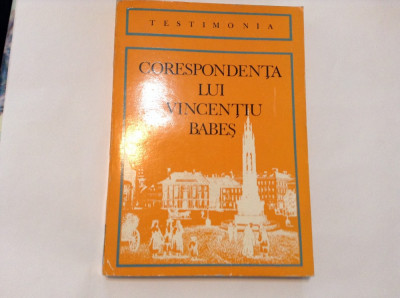 TESTIMONIA
CORESPONDENȚA
LUI
VINCENȚIU
BABEȘ